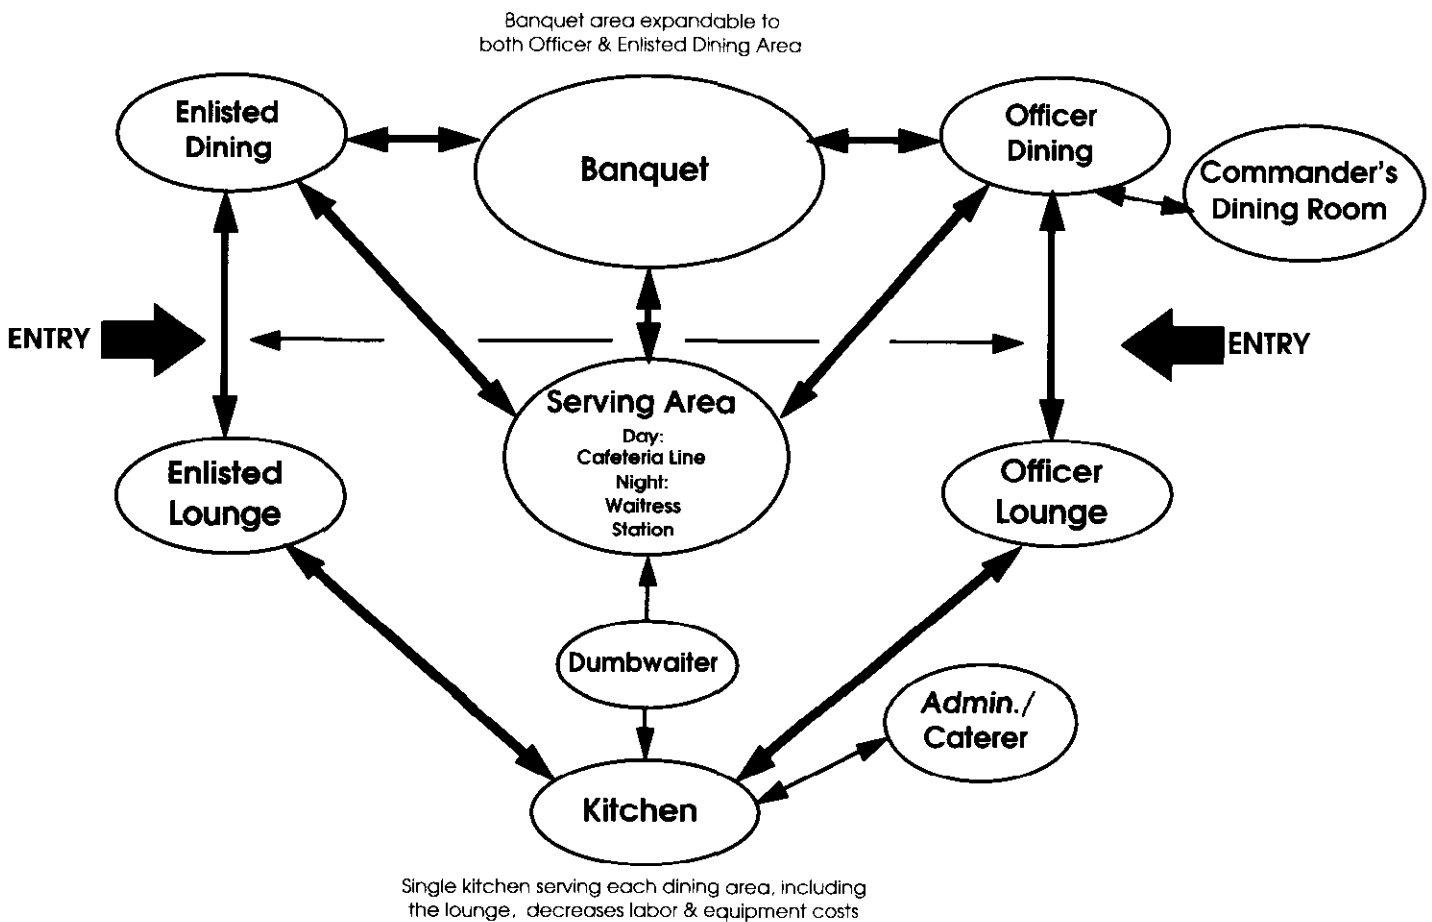 Banquet area expandable to
both Officer & Enlisted Dining Area
Enlisted
Dining
Banquet
Officer
Dining
Commander's
Dining Room
ENTRY
ENTRY
Serving Area
Day:
Cafeteria Line
Night:
Waitress
Station
Enlisted
Lounge
Officer
Lounge
Dumbwaiter
Admin./
Caterer
Kitchen
Single kitchen serving each dining area, including
the lounge, decreases labor & equipment costs